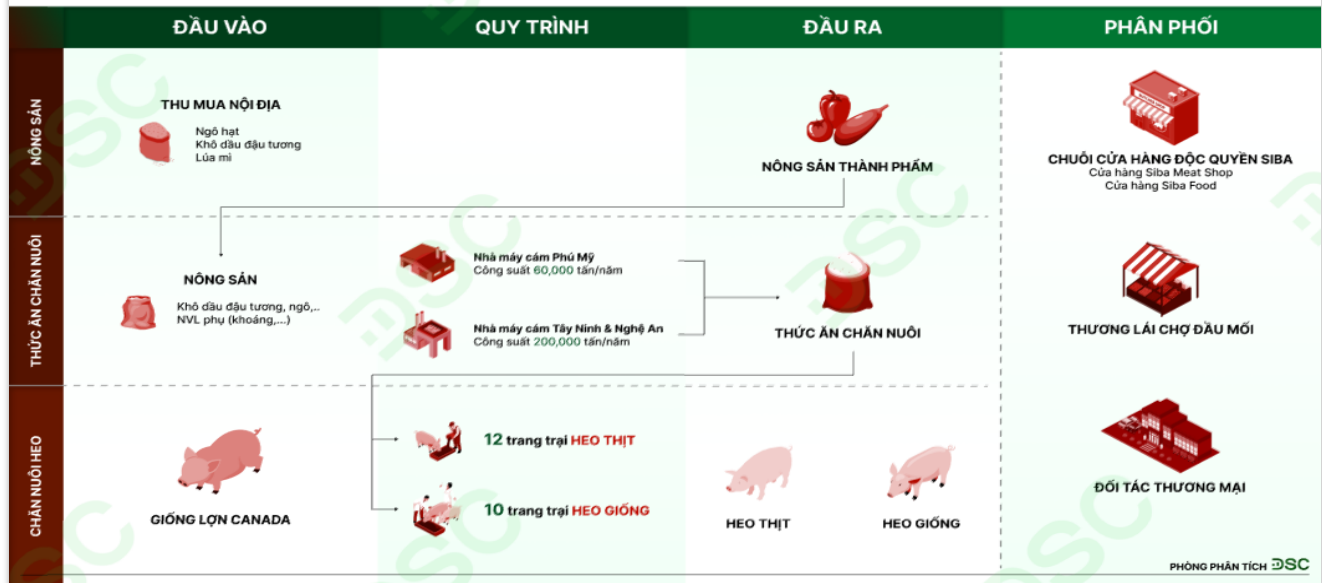 ĐẦU VÀO
QUY TRÌNH
ĐẦU RA
PHÂN PHỐI
NÔNG SẢN
THU MUA NỘI ĐỊA
Ngô hạt
Khô dầu đậu tương
Lúa mì
NÔNG SẢN THÀNH PHẨM
CHUỖI CỬA HÀNG ĐỘC QUYỀN SIBA
Cửa hàng Siba Meat Shop
Cửa hàng Siba Food
THỨC ĂN CHĂN NUÔI
NÔNG SẢN
Khô dầu đậu tương, ngô,..
NVL phụ (khoáng,...)
Nhà máy cám Phú Mỹ
Công suất 60,000 tấn/năm
Nhà máy cám Tây Ninh & Nghệ An
Công suất 200,000 tấn/năm
THỨC ĂN CHĂN NUÔI
THƯƠNG LÁI CHỢ ĐẦU MỐI
CHĂN NUÔI HEO
GIỐNG LỢN CANADA
12 trang trại HEO THỊT
10 trang trại HEO GIỐNG
HEO THỊT
HEO GIỐNG
ĐỐI TÁC THƯƠNG MẠI
PHÒNG PHÂN TÍCH DSC